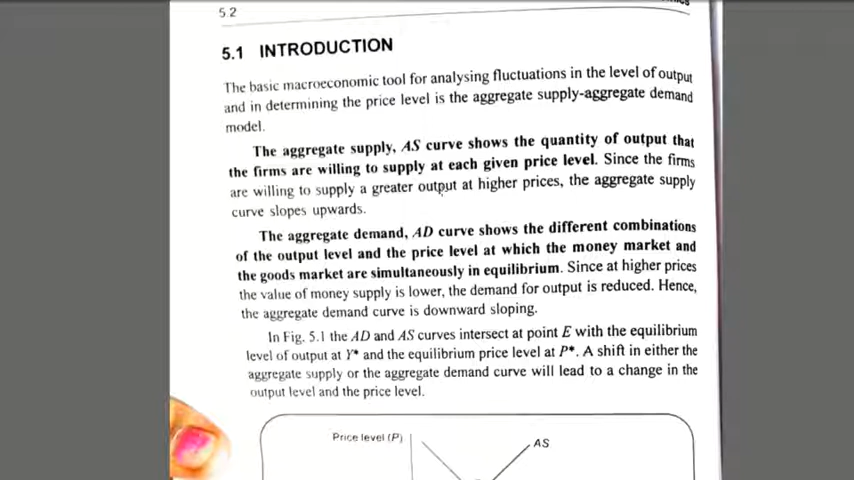 5.2
5.1 INTRODUCTION
The basic macroeconomic tool for analysing fluctuations in the level of output
and in determining the price level is the aggregate supply-aggregate demand
model.
The aggregate supply, AS curve shows the quantity of output that
the firms are willing to supply at each given price level. Since the firms
are willing to supply a greater output at higher prices, the aggregate supply
curve slopes upwards.
The aggregate demand, AD curve shows the different combinations
of the output level and the price level at which the money market and
the goods market are simultaneously in equilibrium. Since at higher prices
the value of money supply is lower, the demand for output is reduced. Hence,
the aggregate demand curve is downward sloping.
In Fig. 5.1 the AD and AS curves intersect at point E with the equilibrium
level of output at Y* and the equilibrium price level at P*. A shift in either the
aggregate supply or the aggregate demand curve will lead to a change in the
output level and the price level.
Price level (P)
AS